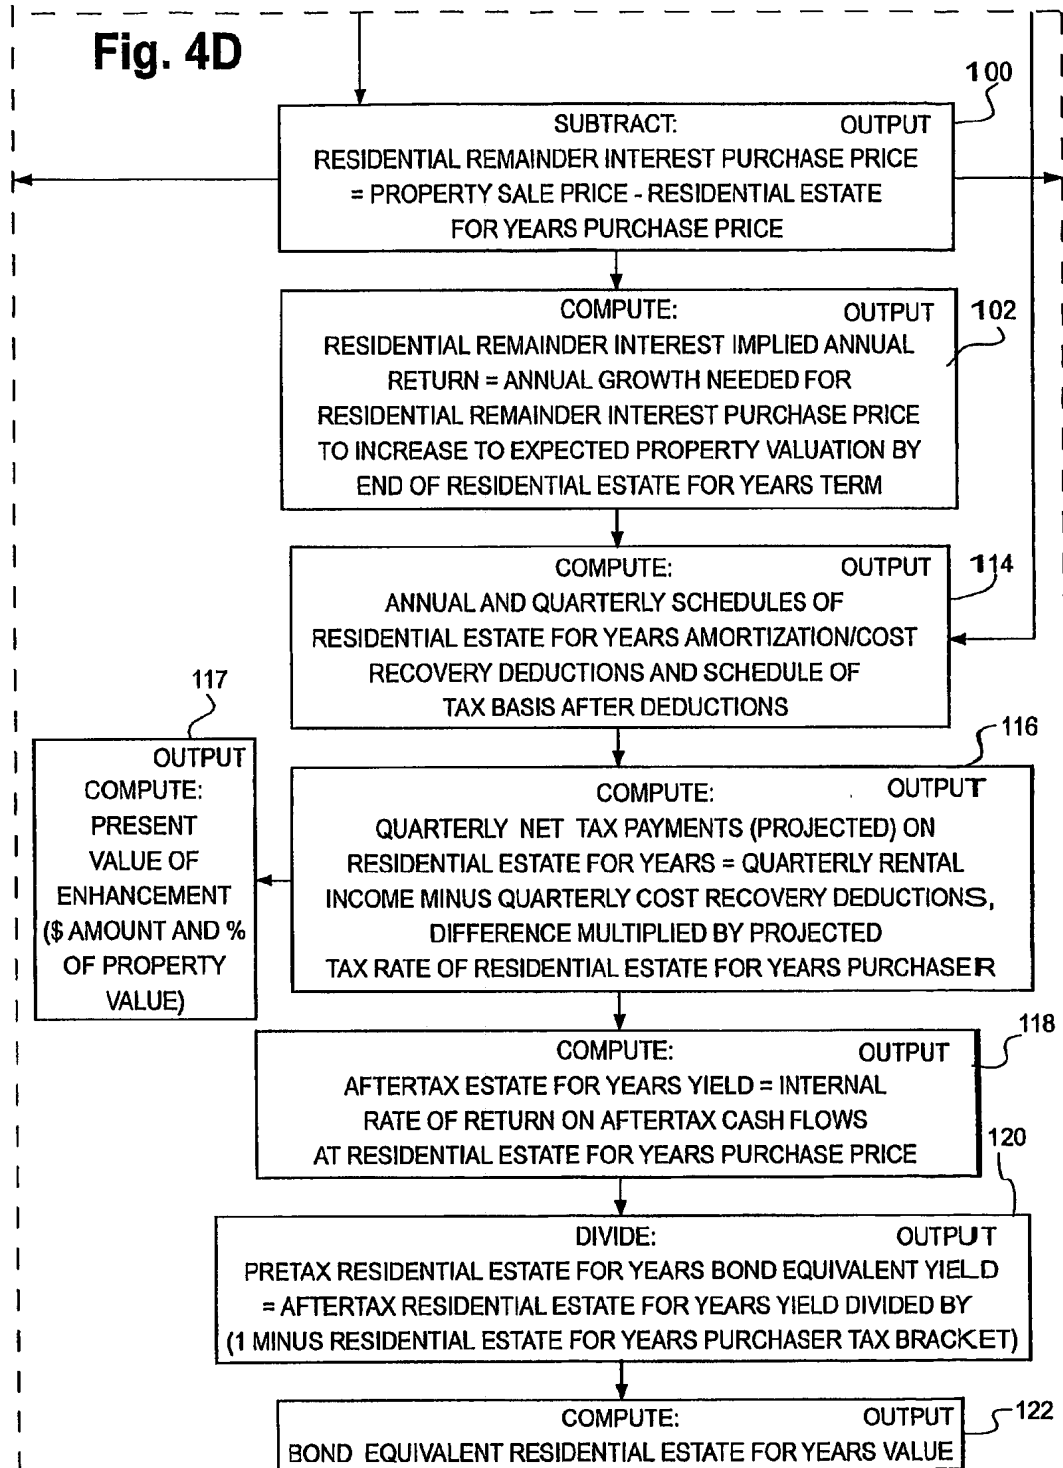 Fig. 4D
100
SUBTRACT: OUTPUT
RESIDENTIAL REMAINDER INTEREST PURCHASE PRICE
= PROPERTY SALE PRICE - RESIDENTIAL ESTATE
FOR YEARS PURCHASE PRICE
COMPUTE: OUTPUT
102
RESIDENTIAL REMAINDER INTEREST IMPLIED ANNUAL
RETURN = ANNUAL GROWTH NEEDED FOR
RESIDENTIAL REMAINDER INTEREST PURCHASE PRICE
TO INCREASE TO EXPECTED PROPERTY VALUATION BY
END OF RESIDENTIAL ESTATE FOR YEARS TERM
COMPUTE: OUTPUT
114
ANNUAL AND QUARTERLY SCHEDULES OF
RESIDENTIAL ESTATE FOR YEARS AMORTIZATION/COST
RECOVERY DEDUCTIONS AND SCHEDULE OF
TAX BASIS AFTER DEDUCTIONS
117
OUTPUT
COMPUTE:
PRESENT
VALUE OF
ENHANCEMENT
($ AMOUNT AND %
OF PROPERTY
VALUE)
116
COMPUTE: OUTPUT
QUARTERLY NET TAX PAYMENTS (PROJECTED) ON
RESIDENTIAL ESTATE FOR YEARS = QUARTERLY RENTAL
INCOME MINUS QUARTERLY COST RECOVERY DEDUCTIONS,
DIFFERENCE MULTIPLIED BY PROJECTED
TAX RATE OF RESIDENTIAL ESTATE FOR YEARS PURCHASER
118
COMPUTE: OUTPUT
AFTERTAX ESTATE FOR YEARS YIELD = INTERNAL
RATE OF RETURN ON AFTERTAX CASH FLOWS
AT RESIDENTIAL ESTATE FOR YEARS PURCHASE PRICE
120
DIVIDE: OUTPUT
PRETAX RESIDENTIAL ESTATE FOR YEARS BOND EQUIVALENT YIELD
= AFTERTAX RESIDENTIAL ESTATE FOR YEARS YIELD DIVIDED BY
(1 MINUS RESIDENTIAL ESTATE FOR YEARS PURCHASER TAX BRACKET)
122
COMPUTE: OUTPUT
BOND EQUIVALENT RESIDENTIAL ESTATE FOR YEARS VALUE